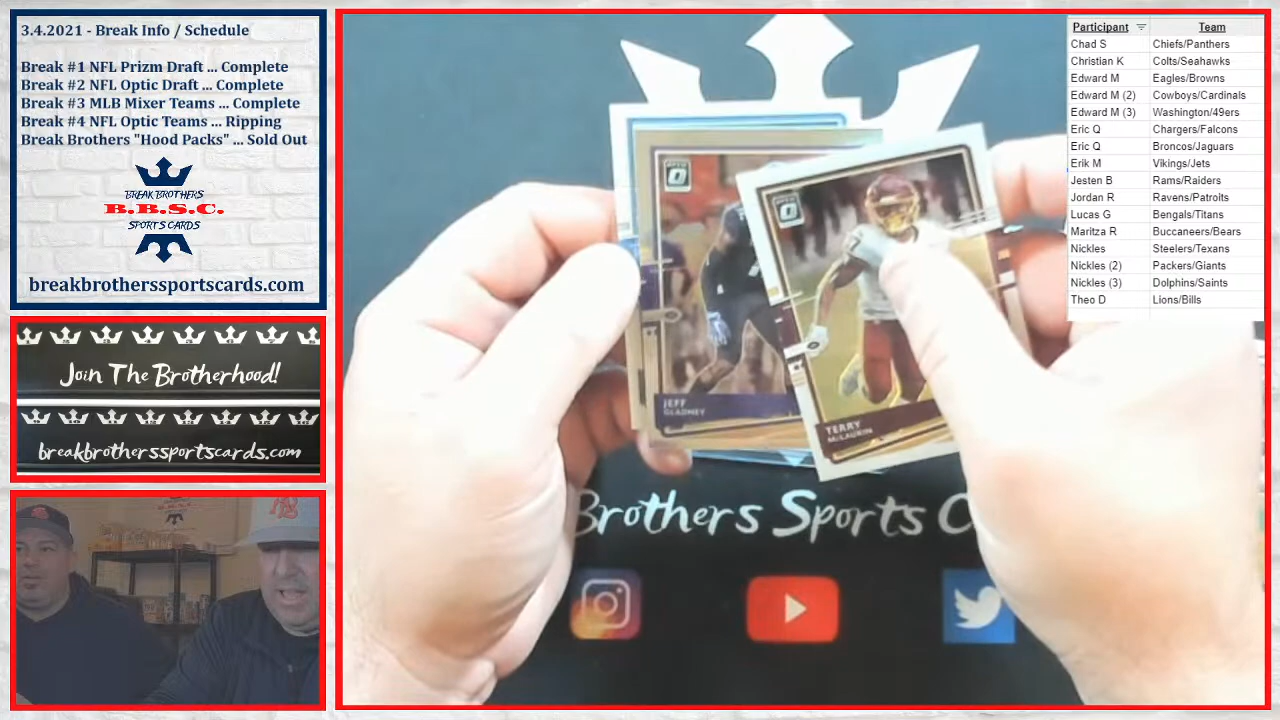 3.4.2021 - Break Info / Schedule
Break #1 NFL Prizm Draft ... Complete
Break #2 NFL Optic Draft ... Complete
Break #3 MLB Mixer Teams ... Complete
Break #4 NFL Optic Teams ... Ripping
Break Brothers "Hood Packs" ... Sold Out
BREAK BROTHERS
B.B.S.C.
SPORTS CARDS
breakbrotherssportscards.com
Join The Brotherhood!
breakbrotherssportscards.com
OPTIC
JEFF
GLADNEY
OPTIC
TERRY
McLAURIN
Brothers Sports C
Participant Team
Chad S Chiefs/Panthers
Christian K Colts/Seahawks
Edward M Eagles/Browns
Edward M (2) Cowboys/Cardinals
Edward M (3) Washington/49ers
Eric Q Chargers/Falcons
Eric Q Broncos/Jaguars
Erik M Vikings/Jets
Jesten B Rams/Raiders
Jordan R Ravens/Patroits
Lucas G Bengals/Titans
Maritza R Buccaneers/Bears
Nickles Steelers/Texans
Nickles (2) Packers/Giants
Nickles (3) Dolphins/Saints
Theo D Lions/Bills